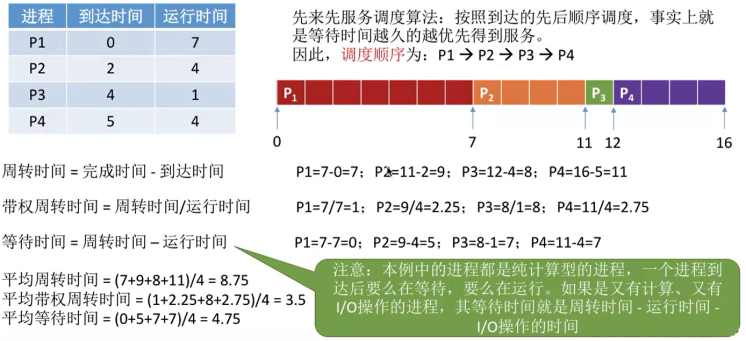 进程 到达时间 运行时间
P1 0 7
P2 2 4
P3 4 1
P4 5 4
先来先服务调度算法：按照到达的先后顺序调度，事实上就
是等待时间越久的越优先得到服务。
因此，调度顺序为：P1 → P2 → P3 → P4
P₁ P₂ P₃ P₄
0 7 11 12 16
周转时间 = 完成时间 - 到达时间 P1=7-0=7；P2=11-2=9；P3=12-4=8；P4=16-5=11
带权周转时间 = 周转时间/运行时间 P1=7/7=1；P2=9/4=2.25；P3=8/1=8；P4=11/4=2.75
等待时间 = 周转时间 – 运行时间 P1=7-7=0；P2=9-4=5；P3=8-1=7；P4=11-4=7
平均周转时间 = (7+9+8+11)/4 = 8.75
平均带权周转时间 = (1+2.25+8+2.75)/4 = 3.5
平均等待时间 = (0+5+7+7)/4 = 4.75
注意：本例中的进程都是纯计算型的进程，一个进程到
达后要么在等待，要么在运行。如果是又有计算、又有
I/O操作的进程，其等待时间就是周转时间 - 运行时间 -
I/O操作的时间